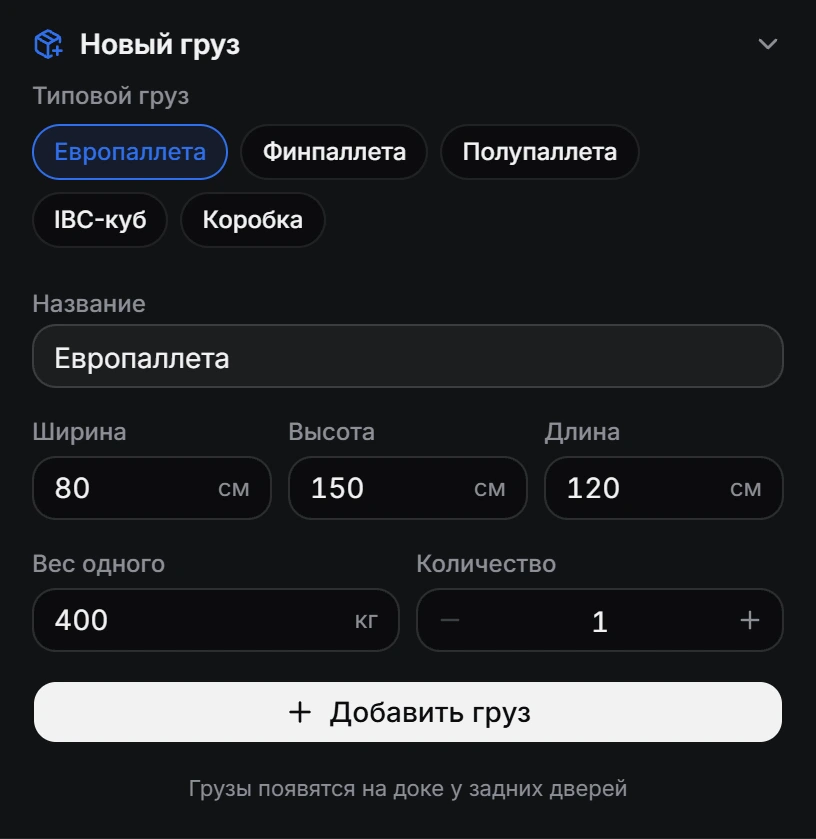 Новый груз
Типовой груз
Европаллета Финпаллета Полупаллета
IBC-куб Коробка
Название
Европаллета
Ширина Высота Длина
80 см 150 см 120 см
Вес одного Количество
400 кг − 1 +
+ Добавить груз
Грузы появятся на доке у задних дверей